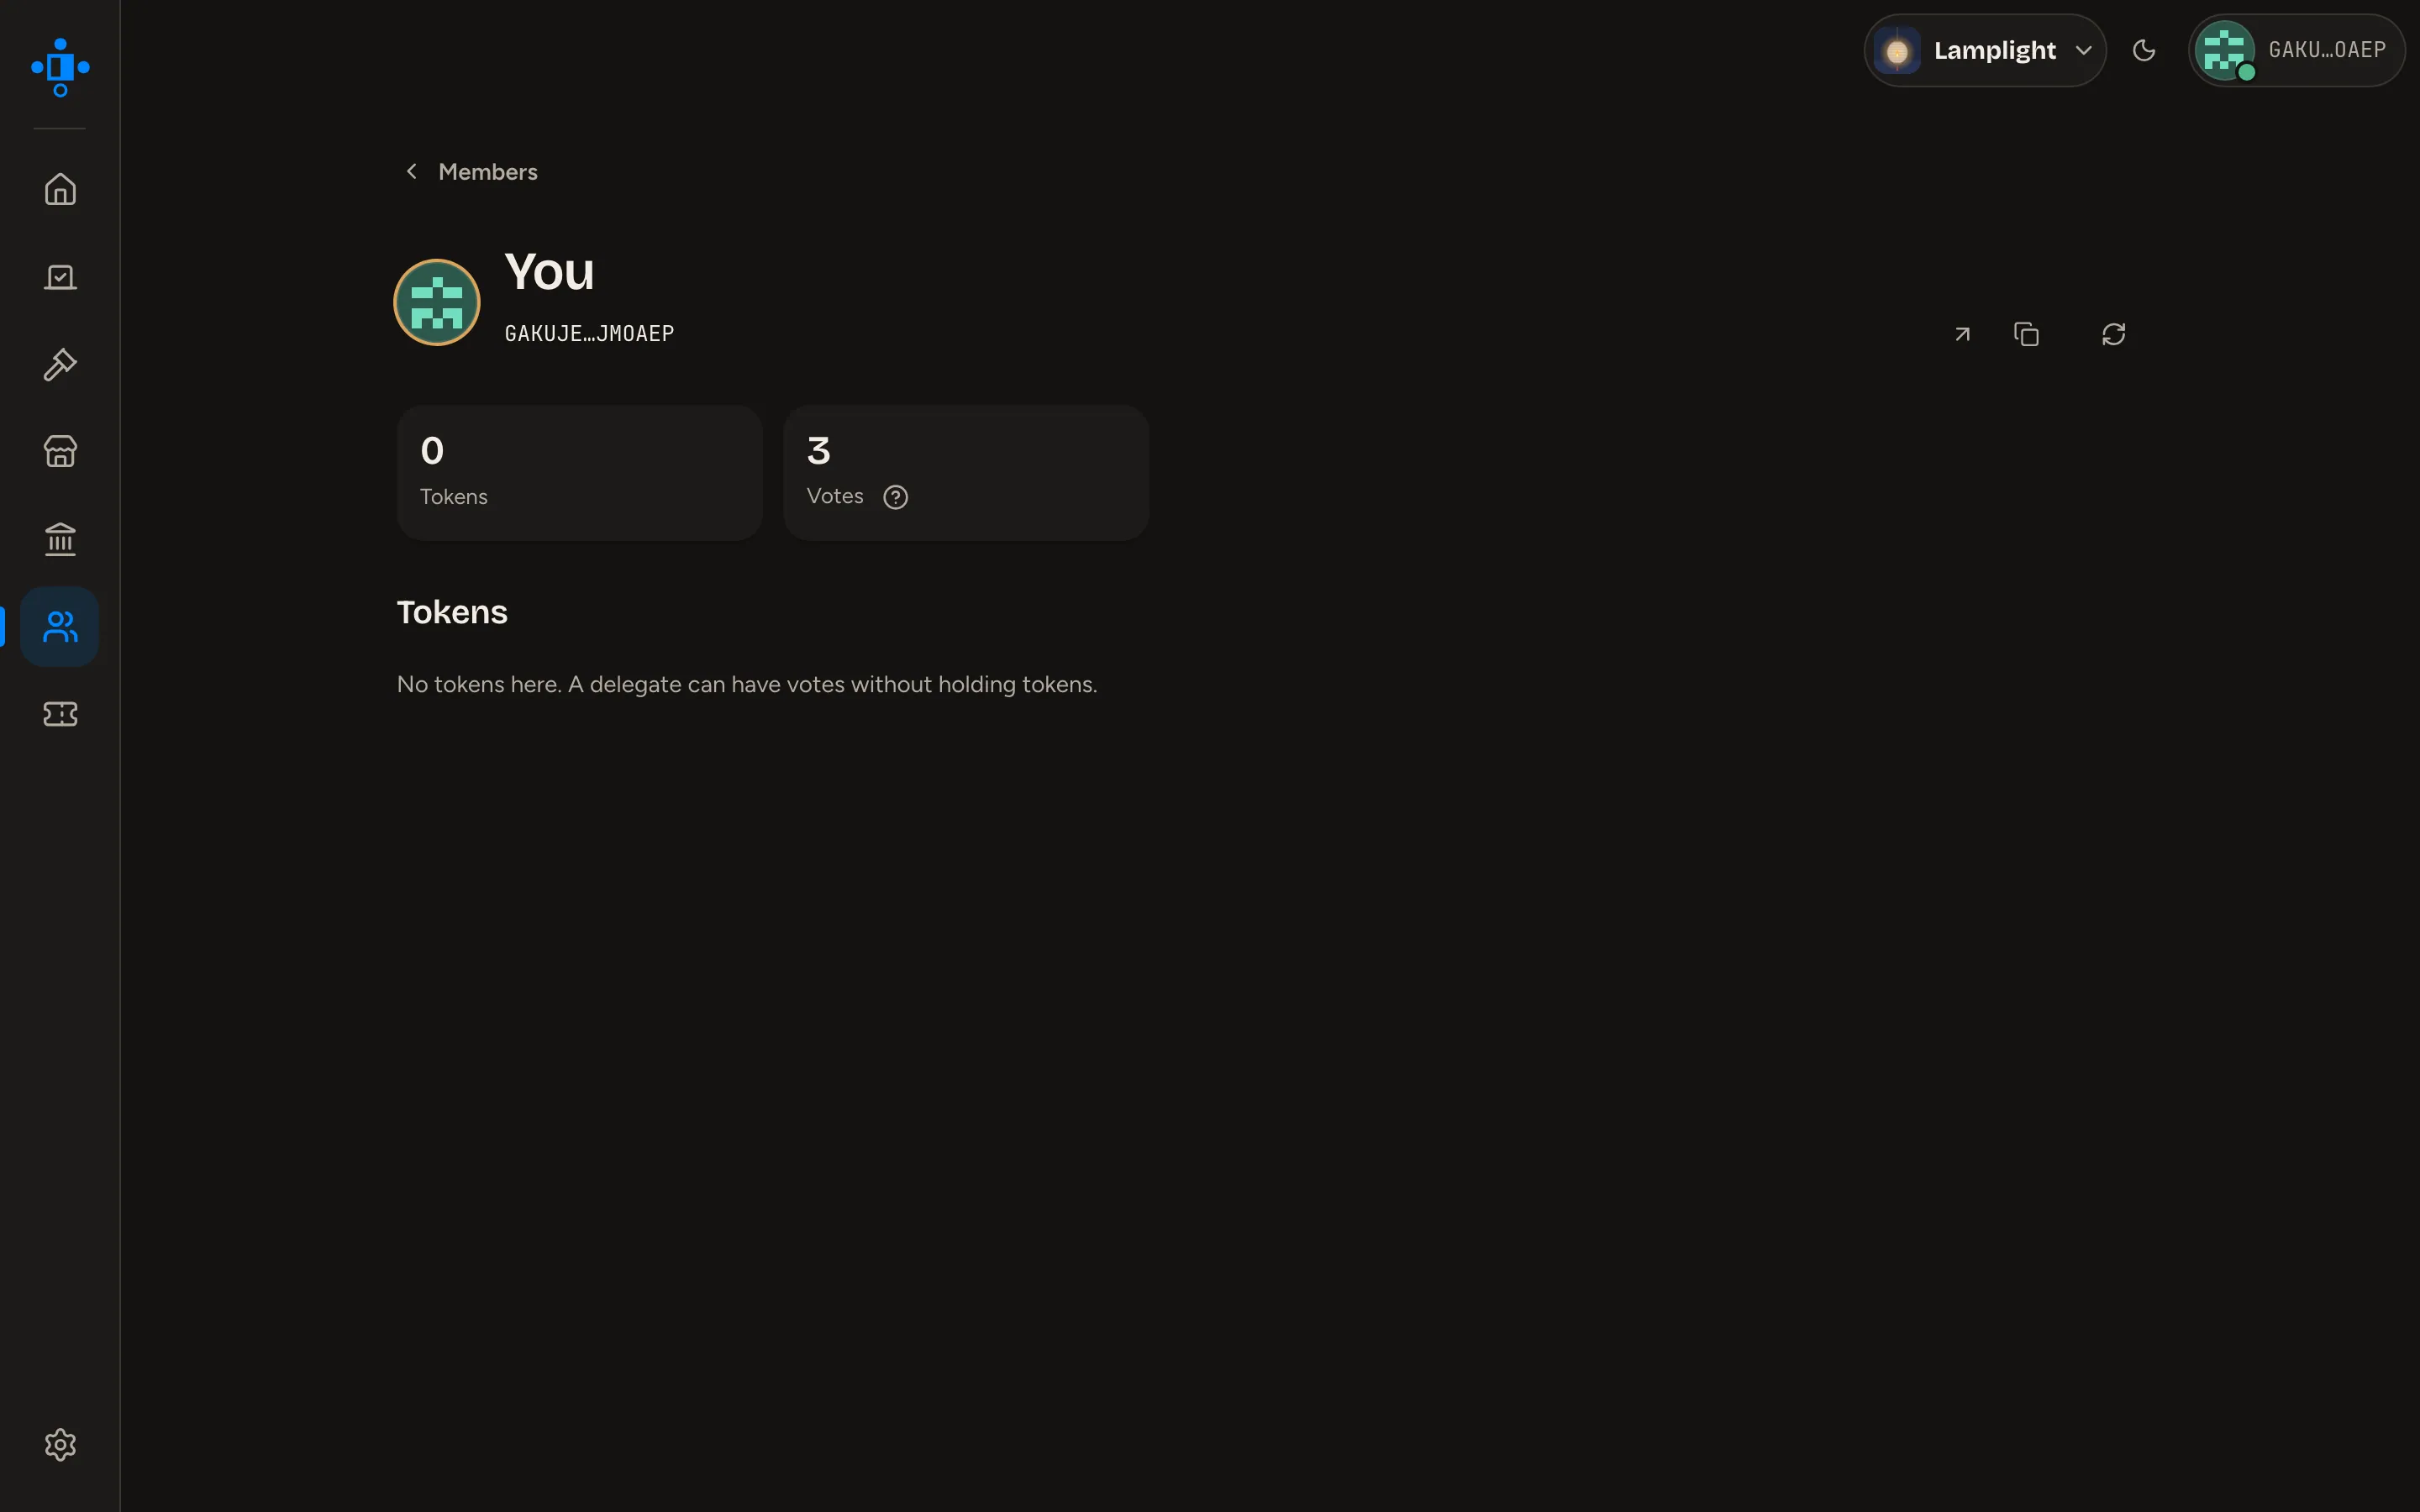 Lamplight
GAKU…OAEP
Members
You
GAKUJE…JMOAEP
0
Tokens
3
Votes
Tokens
No tokens here. A delegate can have votes without holding tokens.